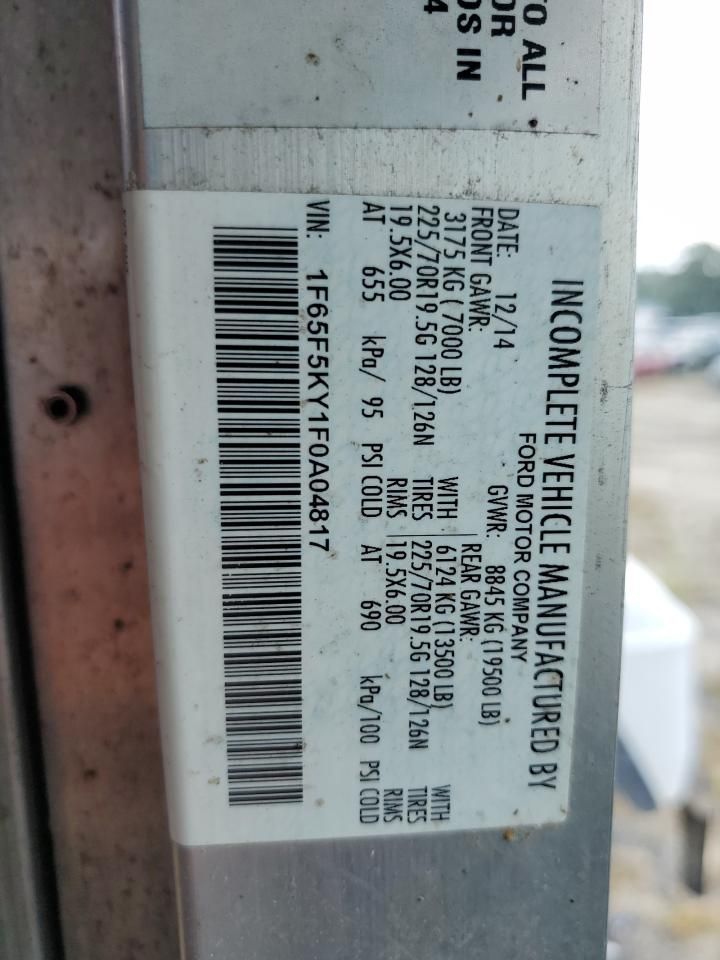 TO ALL
OR
OS IN
4
INCOMPLETE VEHICLE MANUFACTURED BY
FORD MOTOR COMPANY
DATE: 12/14 GVWR: 8845 KG (19500 LB)
FRONT GAWR: REAR GAWR:
3175 KG ( 7000 LB) WITH 6124 KG (13500 LB) WITH
225/70R19.5G 128/126N TIRES 225/70R19.5G 128/126N TIRES
19.5X6.00 RIMS 19.5X6.00 RIMS
AT 655 kPa/ 95 PSI COLD AT 690 kPa/100 PSI COLD
VIN: 1F65F5KY1F0A04817